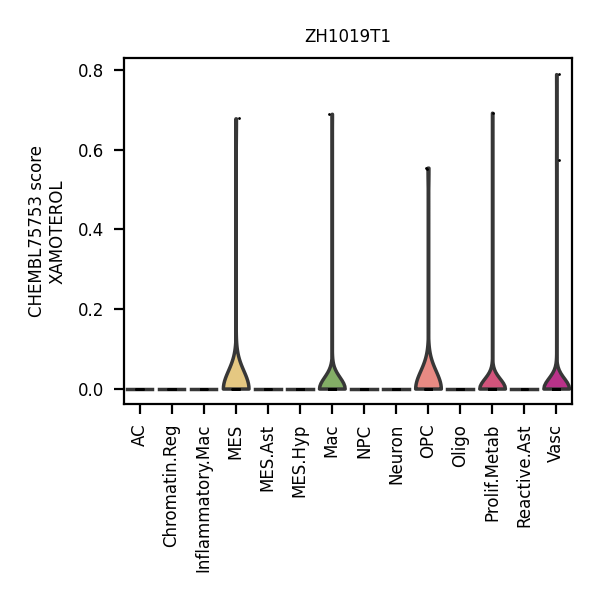 ZH1019T1
CHEMBL75753 score
XAMOTEROL
0.8
0.6
0.4
0.2
0.0
AC
Chromatin.Reg
Inflammatory.Mac
MES
MES.Ast
MES.Hyp
Mac
NPC
Neuron
OPC
Oligo
Prolif.Metab
Reactive.Ast
Vasc